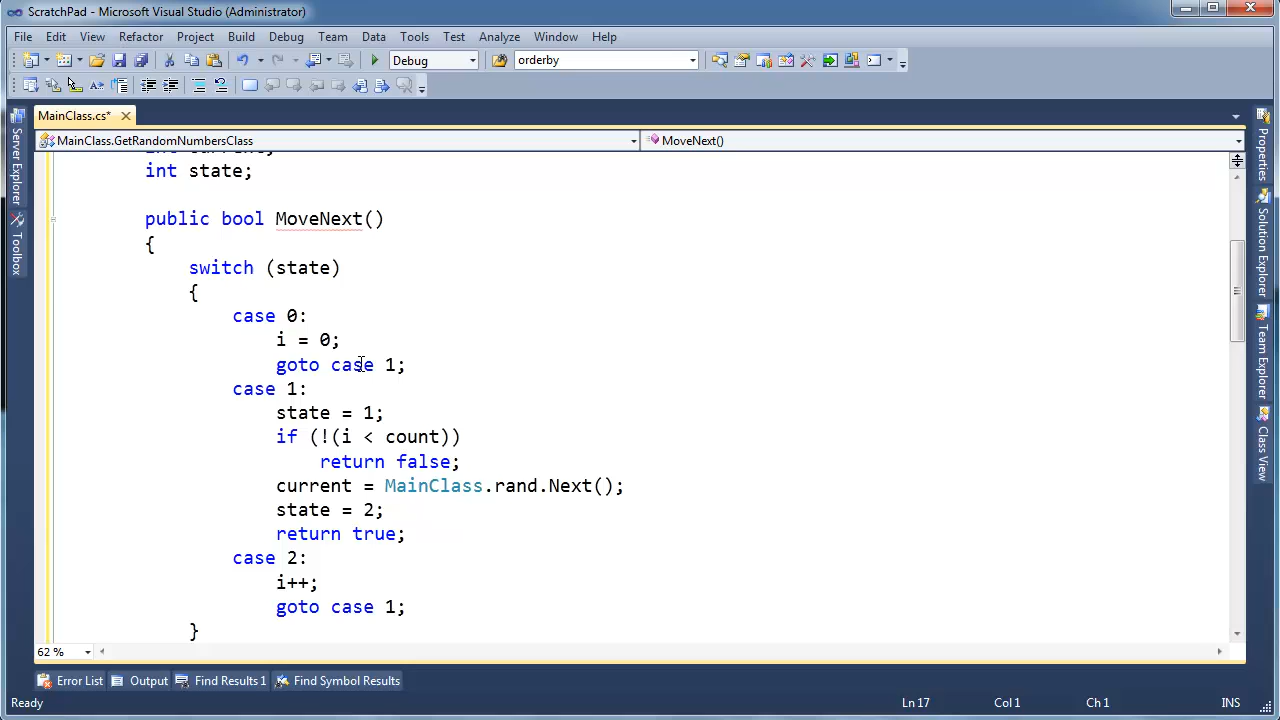 ScratchPad - Microsoft Visual Studio (Administrator)
File Edit View Refactor Project Build Debug Team Data Tools Test Analyze Window Help
Debug orderby
MainClass.cs*
MainClass.GetRandomNumbersClass MoveNext()
int state;
public bool MoveNext()
{
switch (state)
{
case 0:
i = 0;
goto case 1;
case 1:
state = 1;
if (!(i < count))
return false;
current = MainClass.rand.Next();
state = 2;
return true;
case 2:
i++;
goto case 1;
}
Server Explorer
Toolbox
Properties
Solution Explorer
Team Explorer
Class View
62 %
Error List Output Find Results 1 Find Symbol Results
Ready Ln 17 Col 1 Ch 1 INS